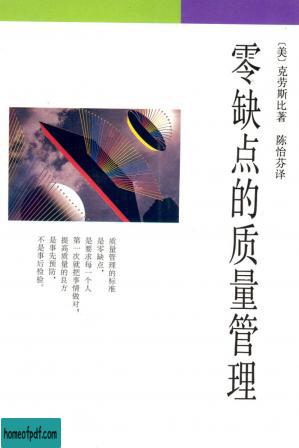 [美]克劳斯比著
陈怡芬译
零缺点的质量管理
质量管理的标准
是零缺点，
是要求每一个人
第一次就把事情做对，
提高质量的良方
是事先预防，
不是事后检验。
homeofpdf.com